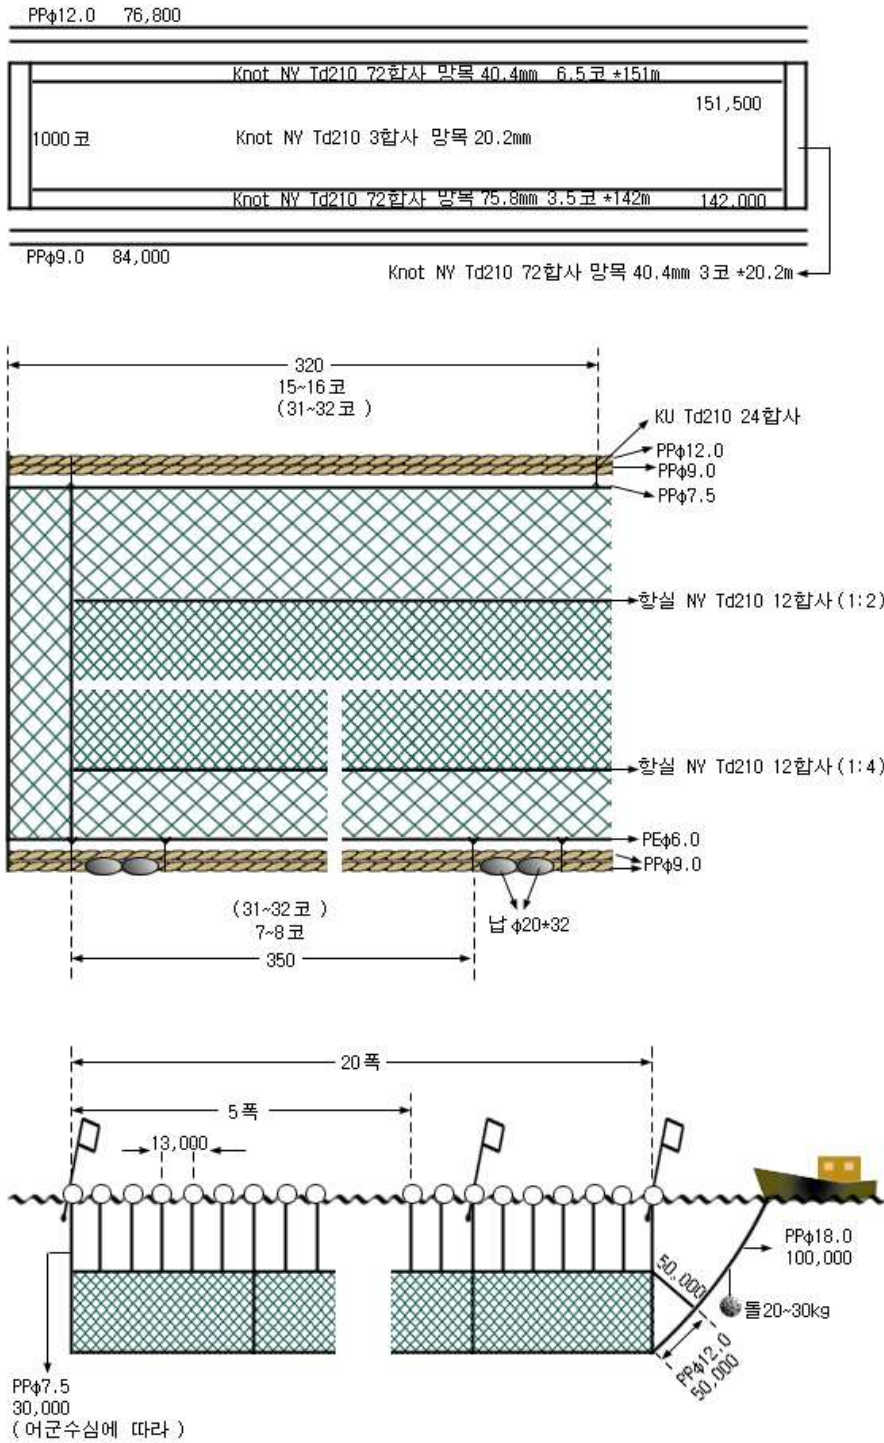 PPφ12.0 76,800
Knot NY Td210 72합사 망목 40.4mm 6.5코 *151m
151,500
1000코
Knot NY Td210 3합사 망목 20.2mm
Knot NY Td210 72합사 망목 75.8mm 3.5코 *142m
142,000
PPφ9.0 84,000
Knot NY Td210 72합사 망목 40.4mm 3코 *20.2m
320
15~16코
(31~32코 )
KU Td210 24합사
PPφ12.0
PPφ9.0
PPφ7.5
항실 NY Td210 12합사(1:2)
항실 NY Td210 12합사(1:4)
PEφ6.0
PPφ9.0
(31~32코 )
7~8코
350
납 φ20*32
20폭
5폭
13,000
PPφ18.0
100,000
50,000
돌20~30kg
PPφ12.0
50,000
PPφ7.5
30,000
(어군수심에 따라 )